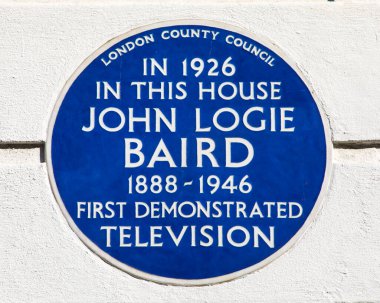 LONDON COUNTY COUNCIL
IN 1926
IN THIS HOUSE
JOHN LOGIE
BAIRD
1888-1946
FIRST DEMONSTRATED
TELEVISION